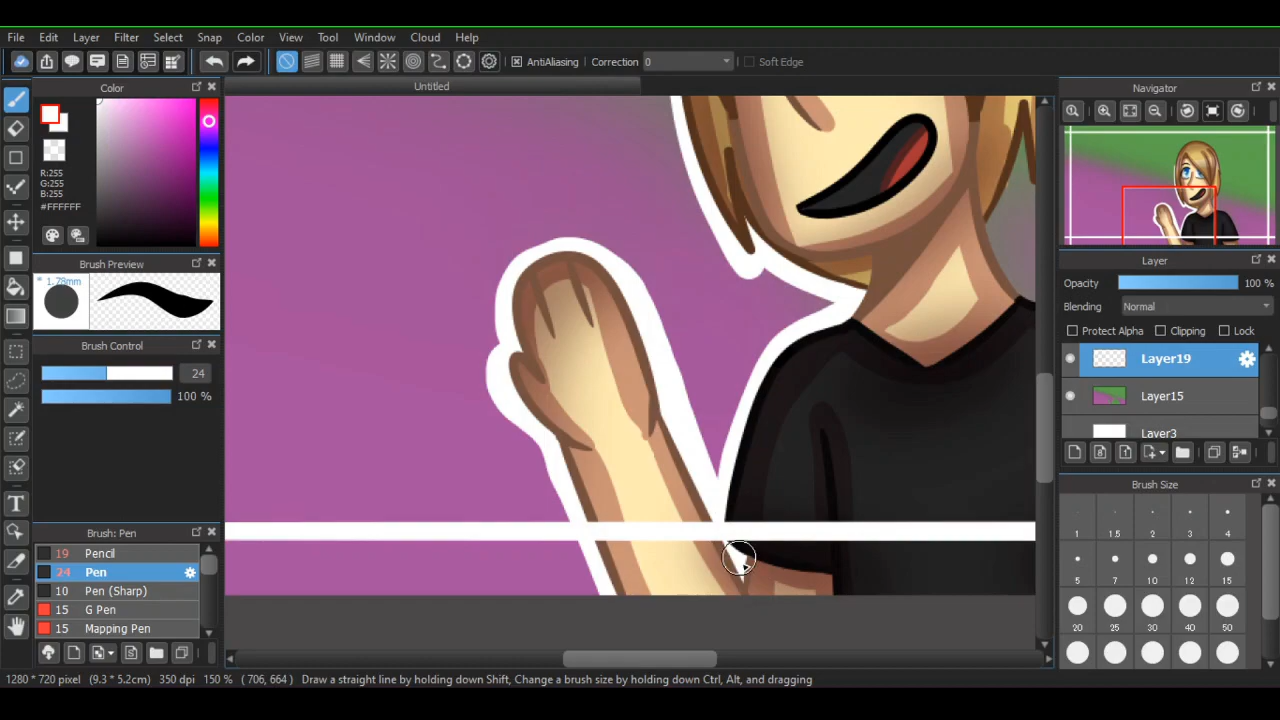 File Edit Layer Filter Select Snap Color View Tool Window Cloud Help
AntiAliasing Correction 0 Soft Edge
Color
R:255
G:255
B:255
#FFFFFF
Brush Preview
* 1.78mm
Brush Control
24
100 %
Brush: Pen
19 Pencil
24 Pen
10 Pen (Sharp)
15 G Pen
15 Mapping Pen
Untitled
Navigator
Layer
Opacity 100 %
Blending Normal
Protect Alpha Clipping Lock
Layer19
Layer15
Layer3
Brush Size
1 1.5 2 3 4
5 7 10 12 15
20 25 30 40 50
1280 * 720 pixel (9.3 * 5.2cm) 350 dpi 150 % ( 706, 664 ) Draw a straight line by holding down Shift, Change a brush size by holding down Ctrl, Alt, and dragging